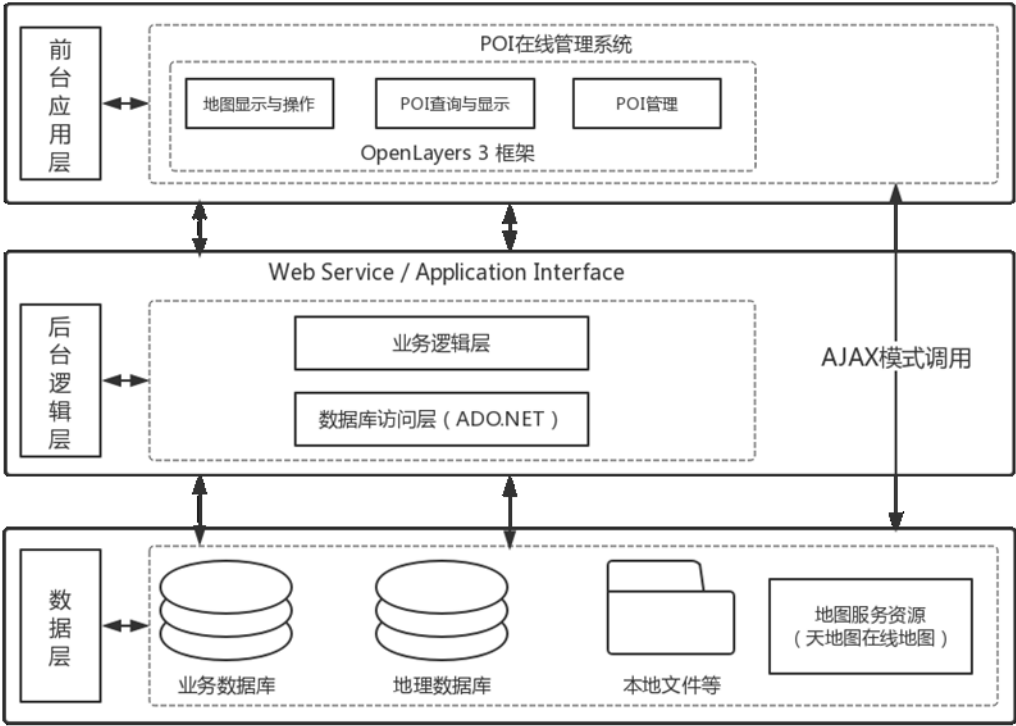 前台应用层
POI在线管理系统
地图显示与操作
POI查询与显示
POI管理
OpenLayers 3 框架
Web Service / Application Interface
后台逻辑层
业务逻辑层
数据库访问层（ADO.NET）
AJAX模式调用
数据层
业务数据库
地理数据库
本地文件等
地图服务资源
（天地图在线地图）